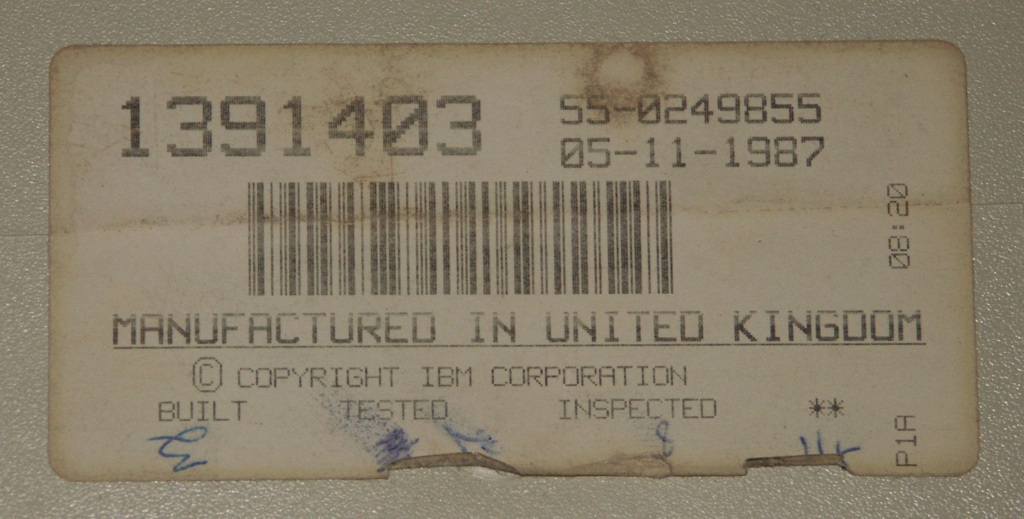 1391403
55-0249855
05-11-1987
08:20
MANUFACTURED IN UNITED KINGDOM
© COPYRIGHT IBM CORPORATION
BUILT TESTED INSPECTED **
P1A